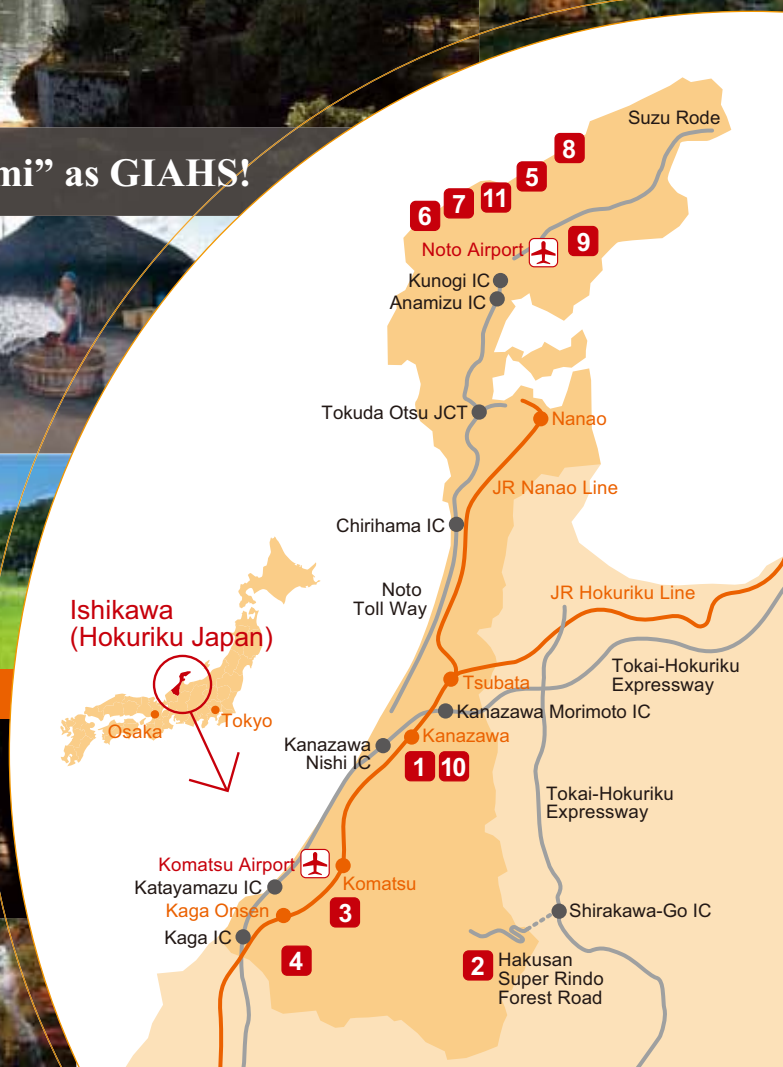 mi” as GIAHS!
Suzu Rode
8
5
11
7
6
9
Noto Airport
Kunogi IC
Anamizu IC
Tokuda Otsu JCT
Nanao
JR Nanao Line
Chirihama IC
Noto
Toll Way
JR Hokuriku Line
Ishikawa
(Hokuriku Japan)
Osaka
Tokyo
Tsubata
Tokai-Hokuriku
Expressway
Kanazawa Morimoto IC
Kanazawa
Kanazawa
Nishi IC
1
10
Tokai-Hokuriku
Expressway
Komatsu Airport
Komatsu
Katayamazu IC
Kaga Onsen
3
Shirakawa-Go IC
Kaga IC
4
2
Hakusan
Super Rindo
Forest Road